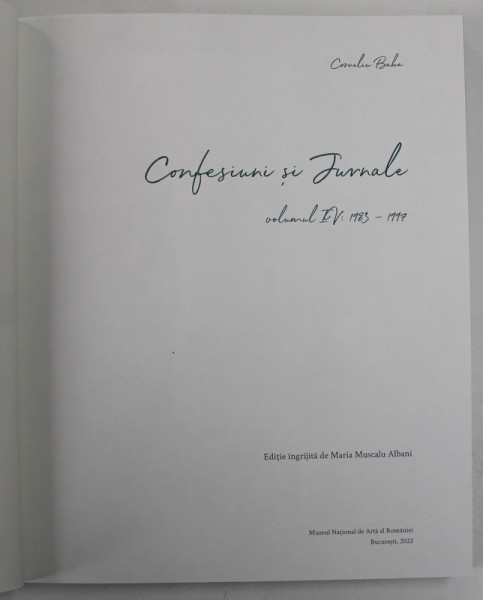 Corneliu Baba
Confesiuni și Jurnale
volumul IV: 1983 – 1997
Ediție îngrijită de Maria Muscalu Albani
Muzeul Național de Artă al României
București, 2022